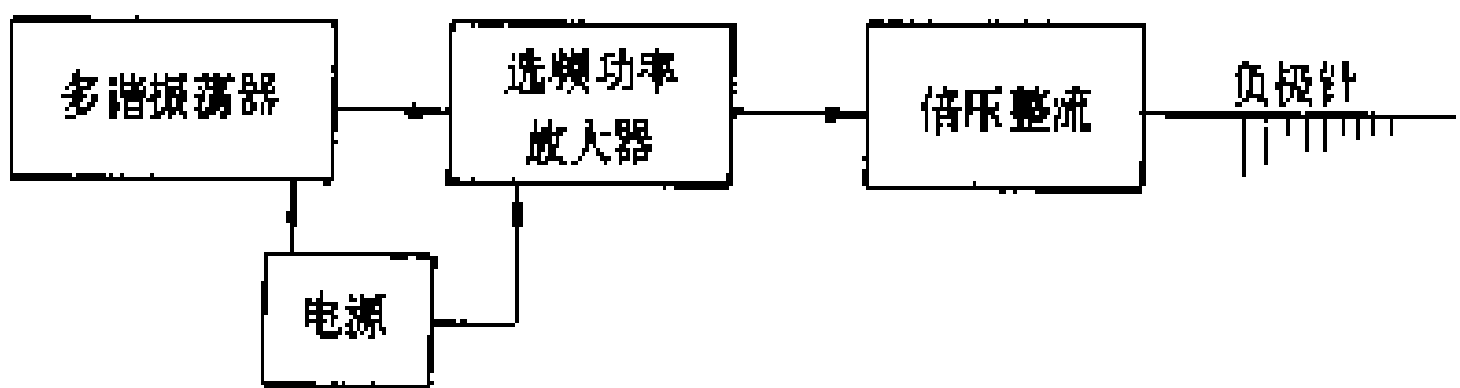 多谐振荡器
选频功率
放入器
倍压整流
负极针
电源